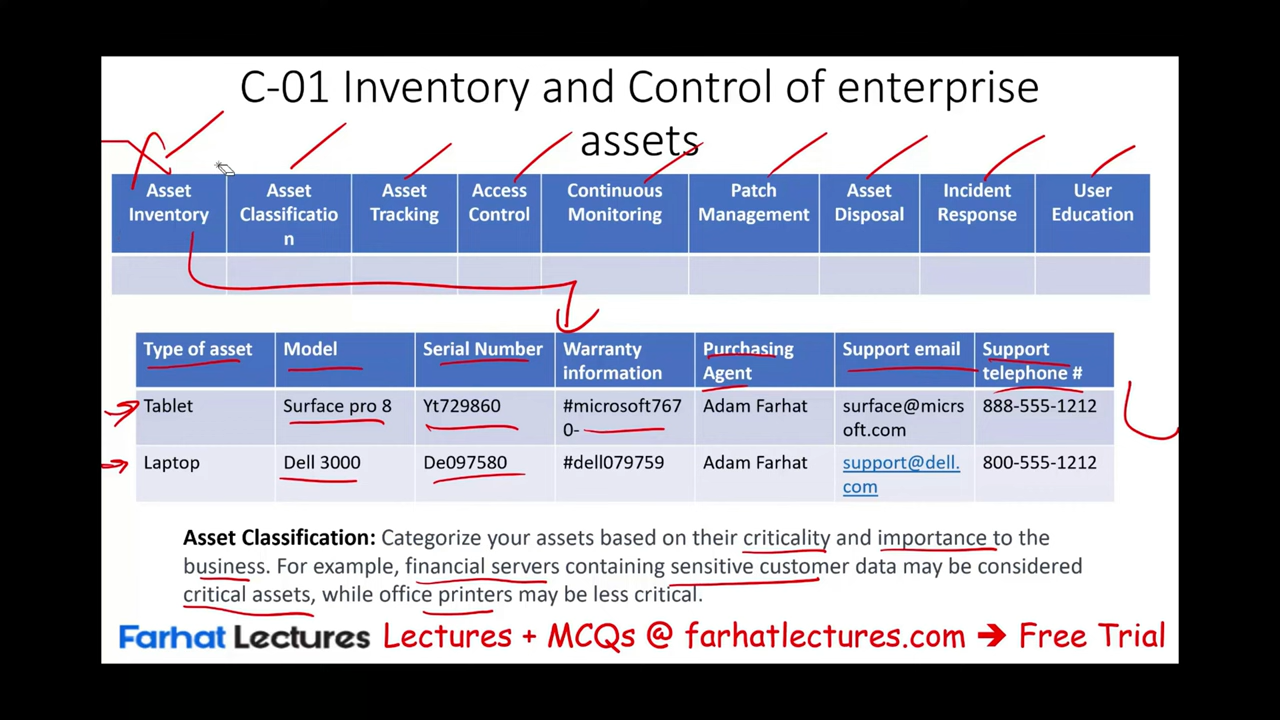 C-01 Inventory and Control of enterprise
assets
Asset Inventory
Asset Classificatio n
Asset Tracking
Access Control
Continuous Monitoring
Patch Management
Asset Disposal
Incident Response
User Education
Type of asset
Model
Serial Number
Warranty information
Purchasing Agent
Support email
Support telephone #
Tablet
Surface pro 8
Yt729860
#microsoft767
0-
Adam Farhat
surface@micrs
oft.com
888-555-1212
Laptop
Dell 3000
De097580
#dell079759
Adam Farhat
support@dell.
com
800-555-1212
Asset Classification: Categorize your assets based on their criticality and importance to the
business. For example, financial servers containing sensitive customer data may be considered
critical assets, while office printers may be less critical.
Farhat Lectures Lectures + MCQs @ farhatlectures.com → Free Trial